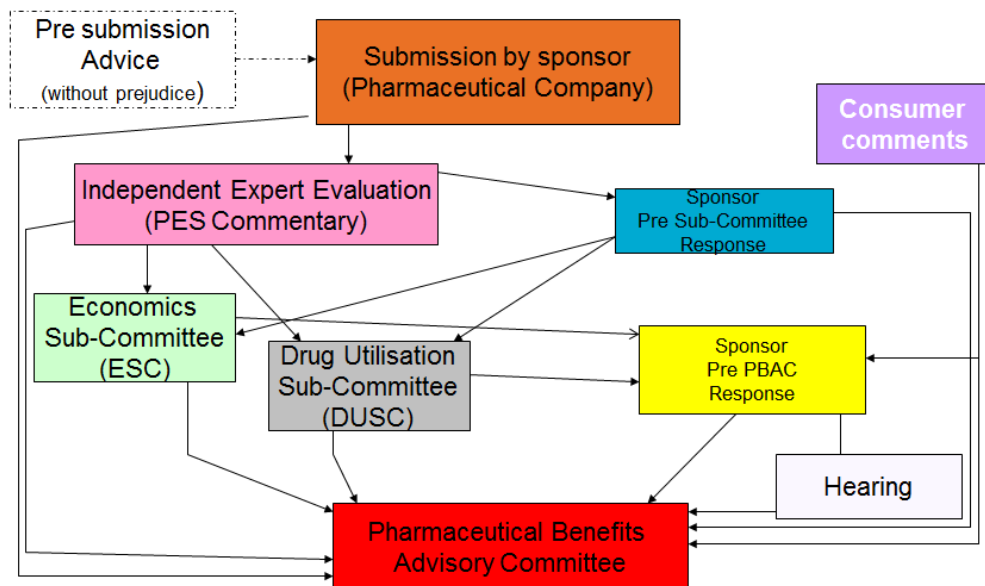 Pre submission
Advice
(without prejudice)
Submission by sponsor
(Pharmaceutical Company)
Consumer
comments
Independent Expert Evaluation
(PES Commentary)
Sponsor
Pre Sub-Committee
Response
Economics
Sub-Committee
(ESC)
Drug Utilisation
Sub-Committee
(DUSC)
Sponsor
Pre PBAC
Response
Hearing
Pharmaceutical Benefits
Advisory Committee